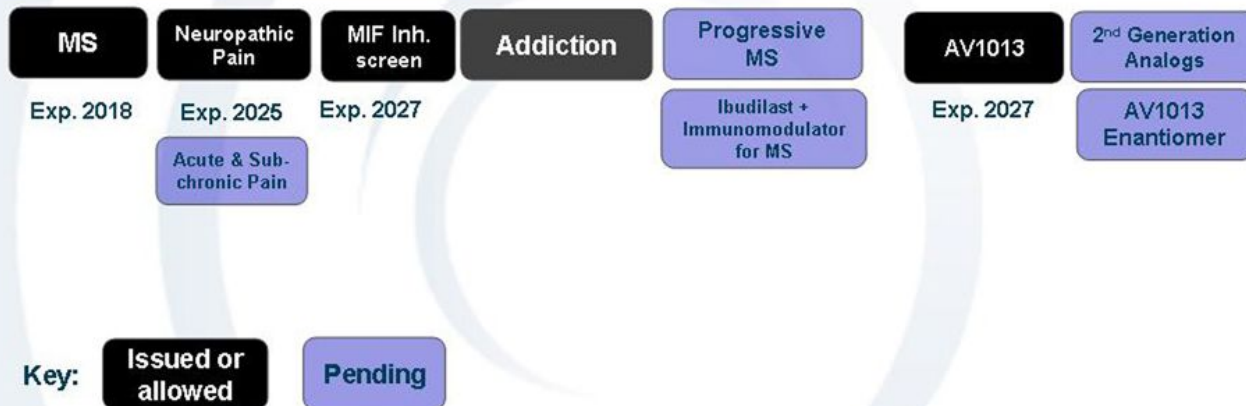 MS
Neuropathic
Pain
MIF Inh.
screen
Addiction
Progressive
MS
AV1013
2nd Generation
Analogs
Exp. 2018
Exp. 2025
Exp. 2027
Ibudilast +
Immunomodulator
for MS
Exp. 2027
AV1013
Enantiomer
Acute & Sub-
chronic Pain
Key:
Issued or
allowed
Pending